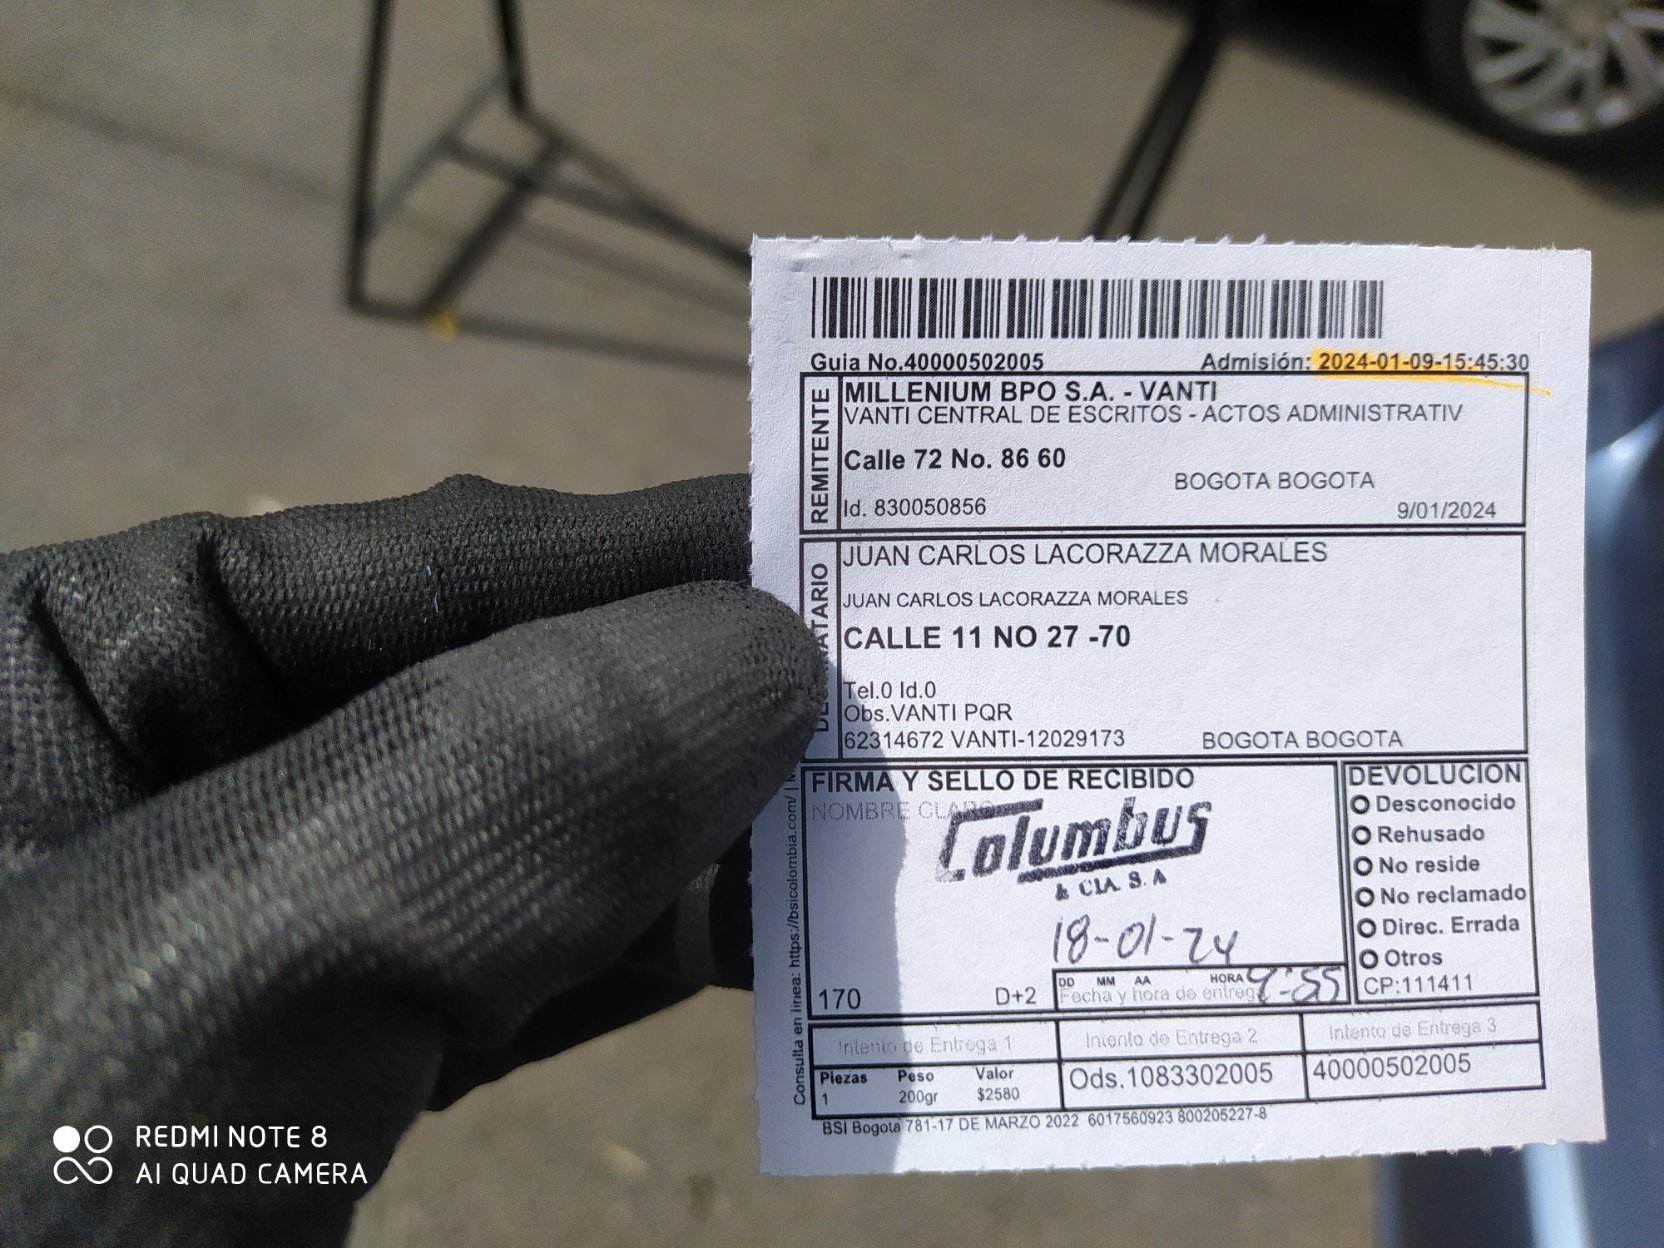 Guia No.40000502005 Admisión: 2024-01-09-15:45:30
REMITENTE
MILLENIUM BPO S.A. - VANTI
VANTI CENTRAL DE ESCRITOS - ACTOS ADMINISTRATIV
Calle 72 No. 86 60
BOGOTA BOGOTA
Id. 830050856 9/01/2024
JUAN CARLOS LACORAZZA MORALES
JUAN CARLOS LACORAZZA MORALES
CALLE 11 NO 27 -70
Tel.0 Id.0
Obs.VANTI PQR
62314672 VANTI-12029173 BOGOTA BOGOTA
FIRMA Y SELLO DE RECIBIDO
NOMBRE CLARO
Columbus
& CIA. S. A
18-01-24
DD MM AA HORA 9:55
Fecha y hora de entrega
170 D+2
DEVOLUCION
Desconocido
Rehusado
No reside
No reclamado
Direc. Errada
Otros
CP:111411
Intento de Entrega 1 Intento de Entrega 2 Intento de Entrega 3
Piezas Peso Valor
1 200gr $2580
Ods.1083302005 40000502005
BSI Bogota 781-17 DE MARZO 2022 6017560923 800205227-8
Consulta en linea: https://bsicolombia.com/ |
REDMI NOTE 8
AI QUAD CAMERA